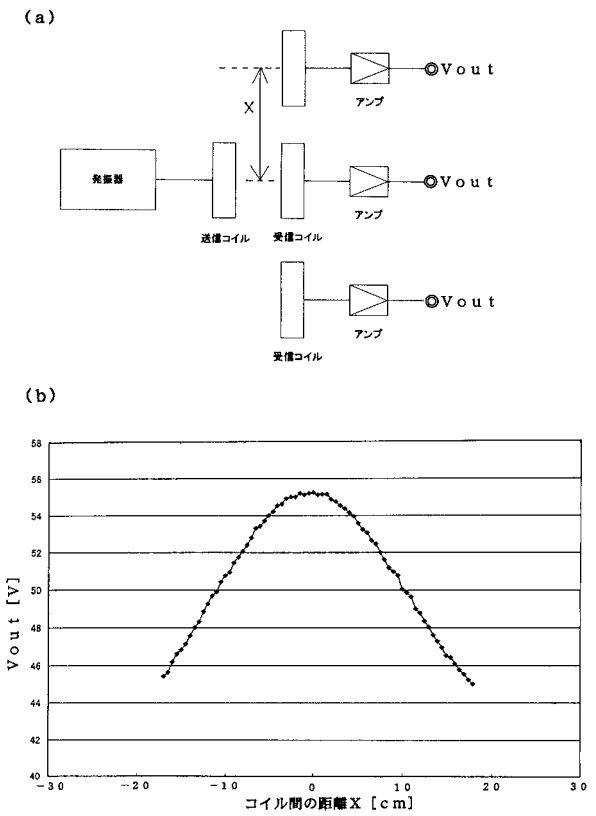 (a)
Vout
アンプ
X
発振器
Vout
アンプ
送信コイル 受信コイル
Vout
アンプ
受信コイル
(b)
58
56
54
52
50
48
46
44
42
40
Vout [V]
-30 -20 -10 0 10 20 30
コイル間の距離X [cm]